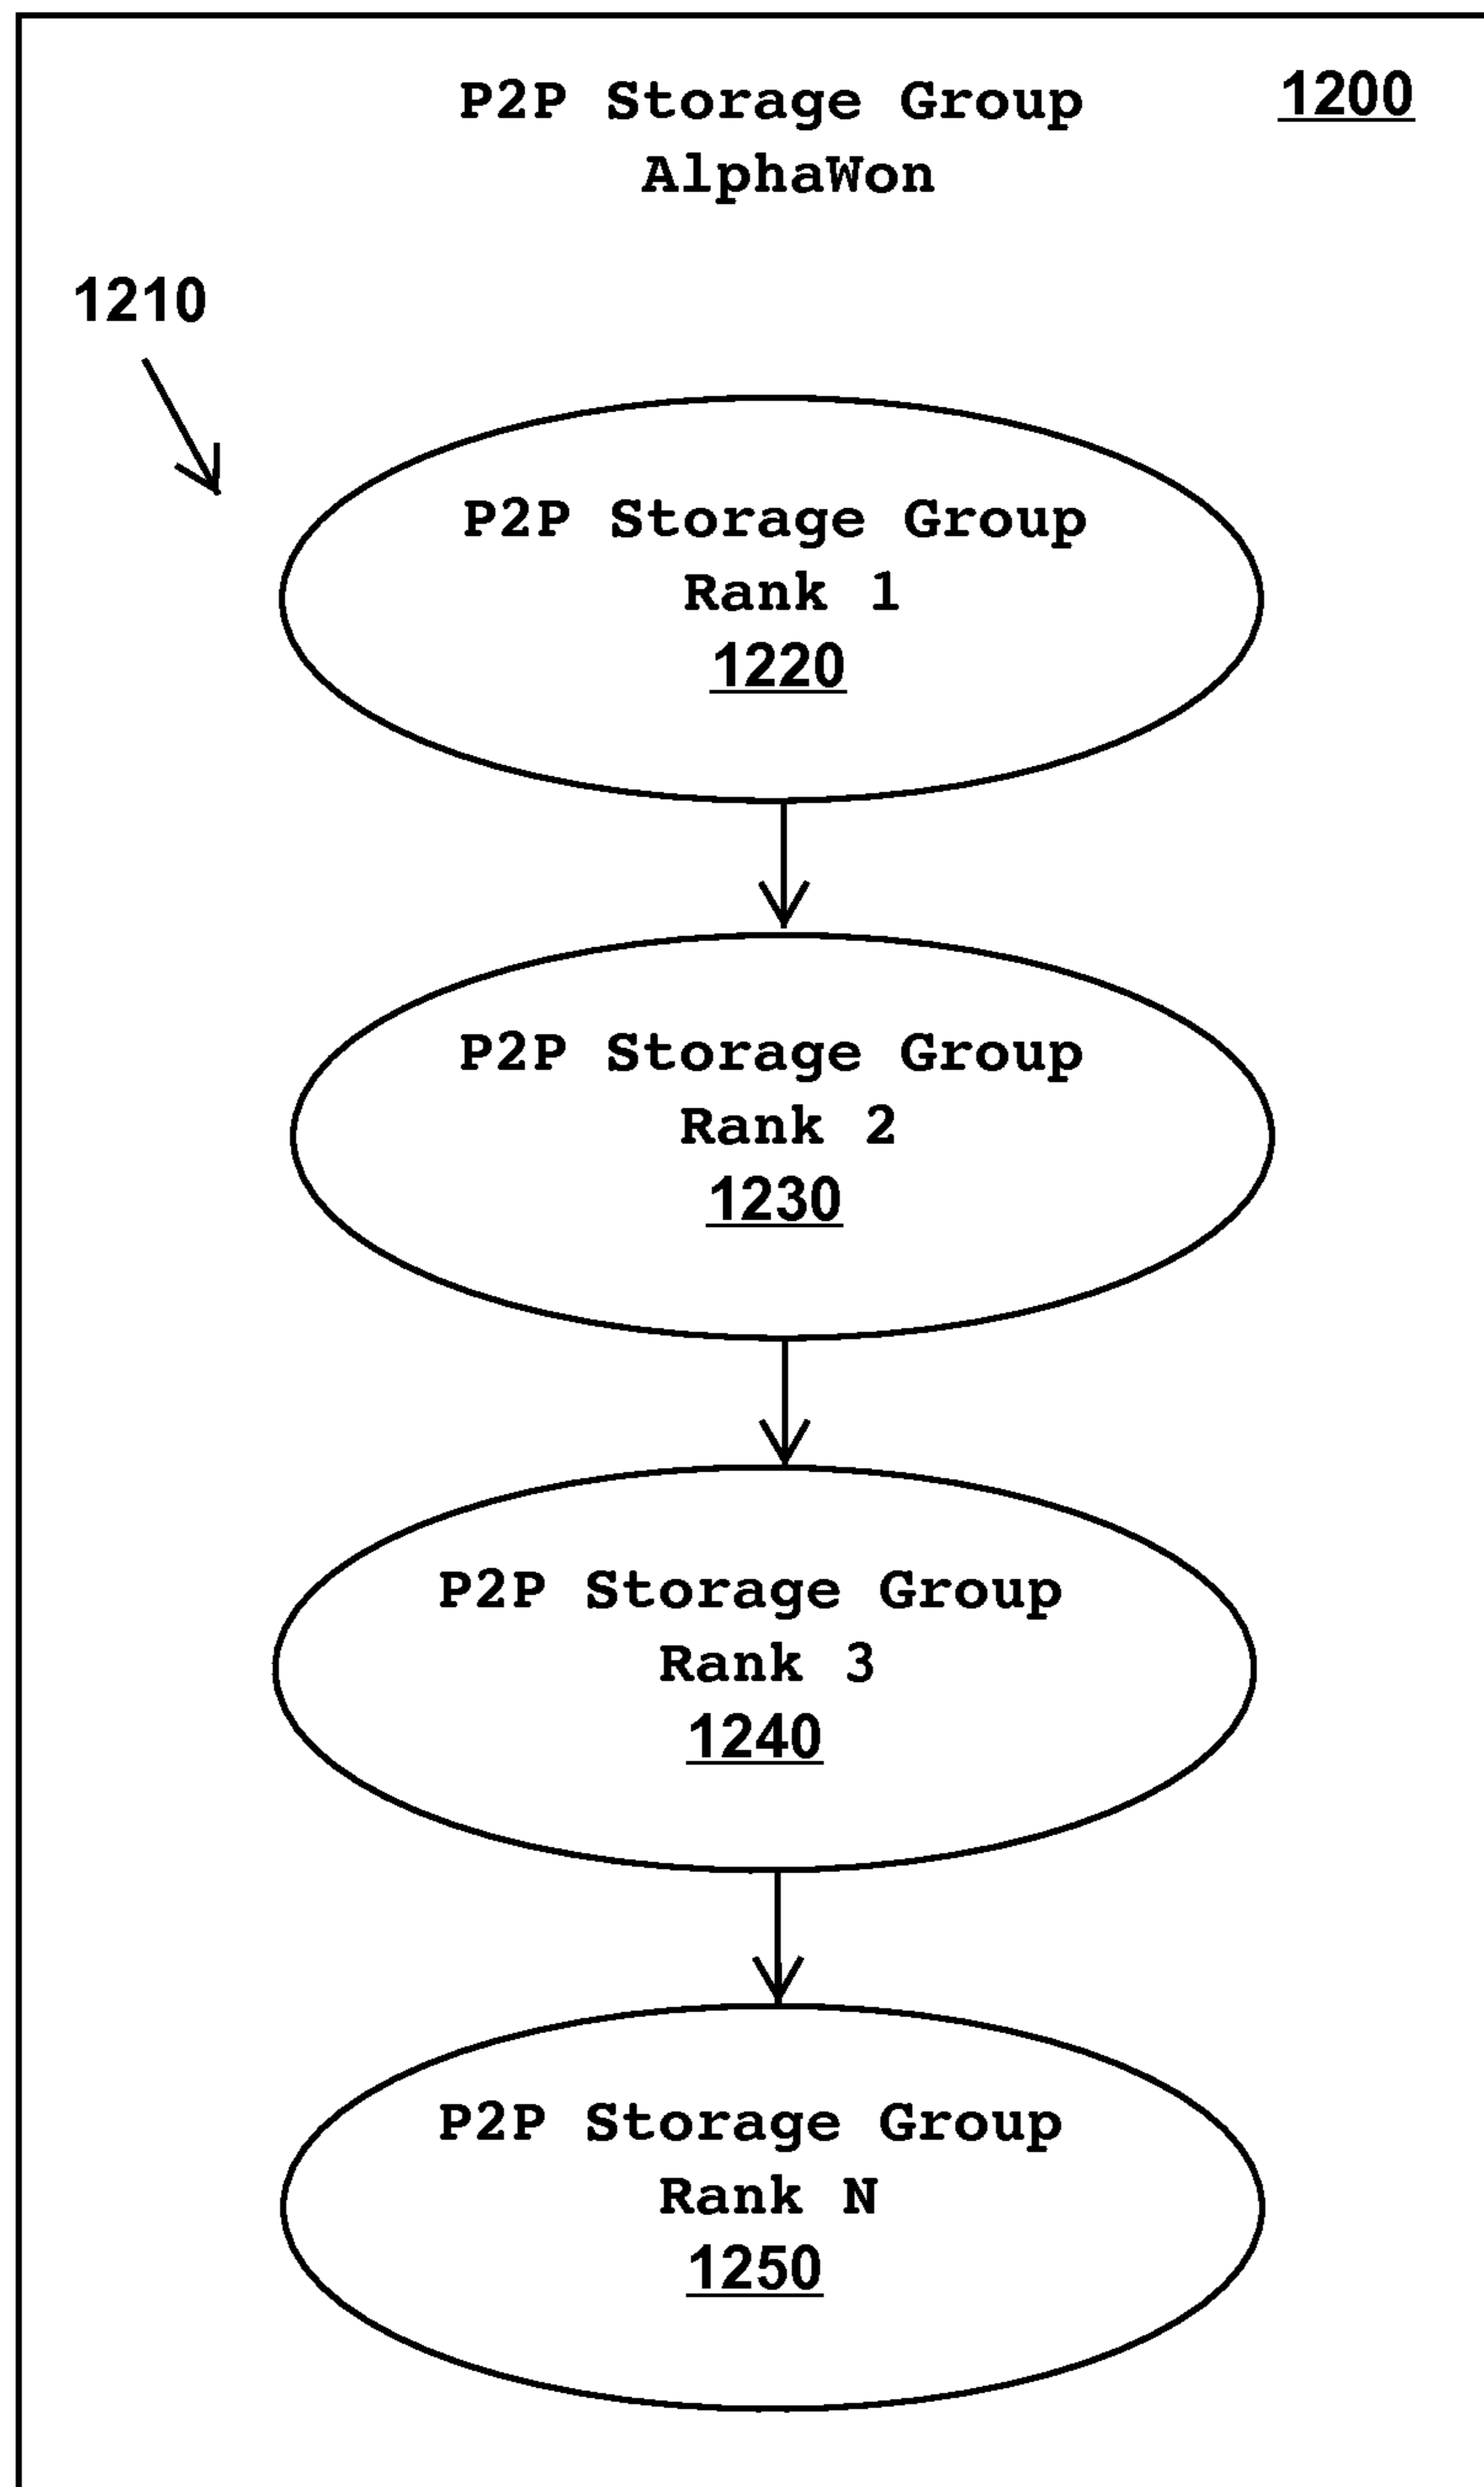 P2P Storage Group 1200
AlphaWon
1210
P2P Storage Group
Rank 1
1220
P2P Storage Group
Rank 2
1230
P2P Storage Group
Rank 3
1240
P2P Storage Group
Rank N
1250